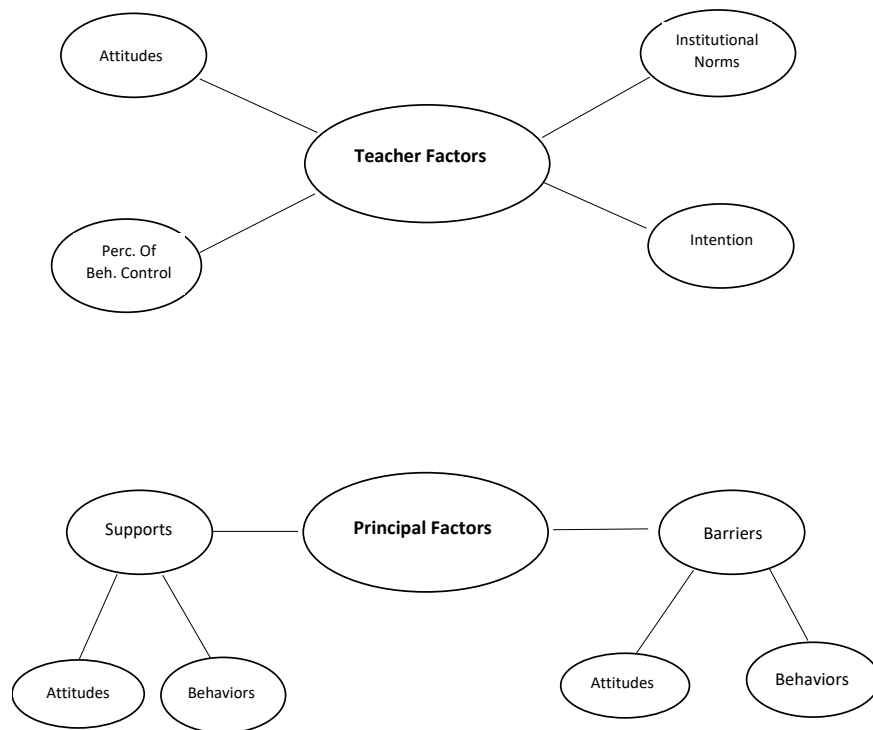 Attitudes
Institutional
Norms
Teacher Factors
Perc. Of
Beh. Control
Intention
Supports
Principal Factors
Barriers
Attitudes
Behaviors
Attitudes
Behaviors